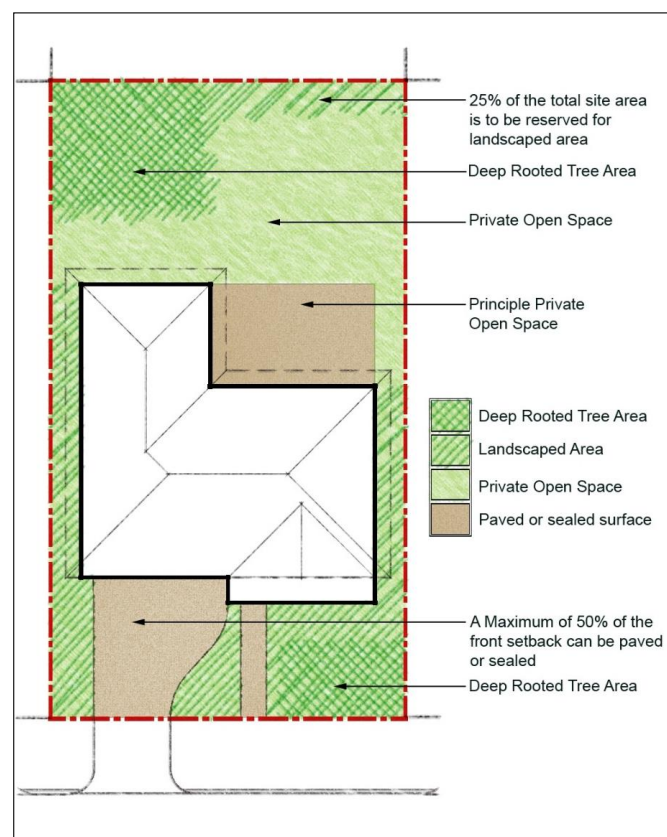 25% of the total site area
is to be reserved for
landscaped area
Deep Rooted Tree Area
Private Open Space
Principle Private
Open Space
Deep Rooted Tree Area
Landscaped Area
Private Open Space
Paved or sealed surface
A Maximum of 50% of the
front setback can be paved
or sealed
Deep Rooted Tree Area